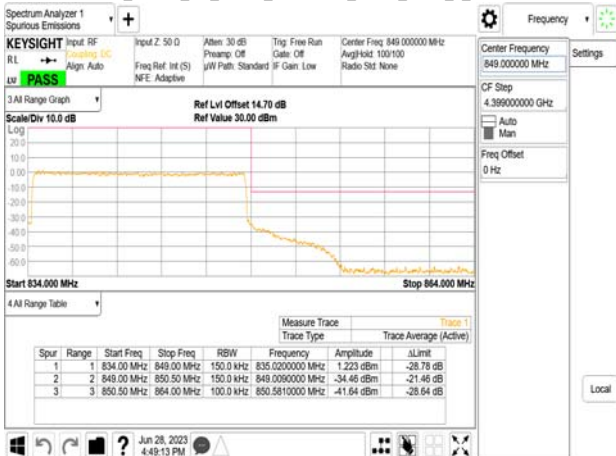 Spectrum Analyzer 1
Spurious Emissions
Frequency
KEYSIGHT
RL
LV PASS
Input: RF
Coupling: DC
Align: Auto
Input Z: 50 Ω
Freq Ref: Int (S)
NFE: Adaptive
Atten: 30 dB
Preamp: Off
µW Path: Standard
Trig: Free Run
Gate: Off
IF Gain: Low
Center Freq: 849.000000 MHz
Avg|Hold: 100/100
Radio Std: None
Center Frequency
849.000000 MHz
Settings
CF Step
4.399000000 GHz
Auto
Man
Freq Offset
0 Hz
3 All Range Graph
Scale/Div 10.0 dB
Ref Lvl Offset 14.70 dB
Ref Value 30.00 dBm
Log
20.0
10.0
0.00
-10.0
-20.0
-30.0
-40.0
-50.0
-60.0
Start 834.000 MHz
Stop 864.000 MHz
4 All Range Table
Measure Trace Trace 1
Trace Type Trace Average (Active)
Spur Range Start Freq Stop Freq RBW Frequency Amplitude ΔLimit
1 1 834.00 MHz 849.00 MHz 150.0 kHz 835.0200000 MHz 1.223 dBm -28.78 dB
2 2 849.00 MHz 850.50 MHz 150.0 kHz 849.0090000 MHz -34.46 dBm -21.46 dB
3 3 850.50 MHz 864.00 MHz 100.0 kHz 850.5810000 MHz -41.64 dBm -28.64 dB
Local
Jun 28, 2023
4:49:13 PM